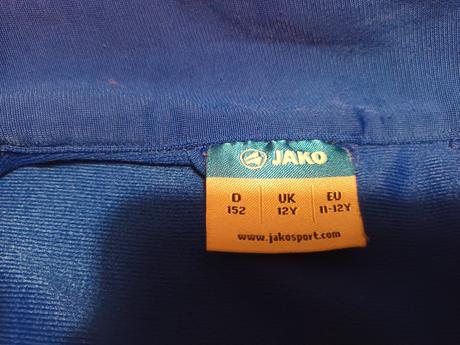 JAKO
D UK EU
152 12Y 11-12Y
www.jakosport.com